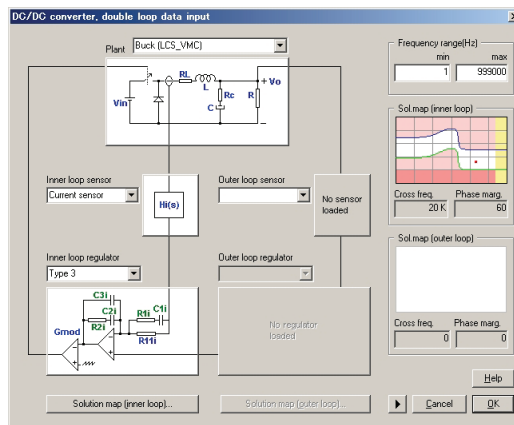 DC/DC converter, double loop data input
Plant
Buck (LCS_VMC)
RL
L
+ Vo
Vin
Rc
C
R
Frequency range(Hz)
min
max
1
999000
Sol.map (inner loop)
Cross freq.
Phase marg.
20 K
60
Inner loop sensor
Current sensor
Hi(s)
Outer loop sensor
No sensor
loaded
Inner loop regulator
Type 3
Outer loop regulator
C3i
C2i
R2i
Gmod
R1i
C1i
R11i
No regulator
loaded
Sol.map (outer loop)
Cross freq.
Phase marg.
0
0
Solution map (inner loop)...
Solution map (outer loop)...
Help
Cancel
OK